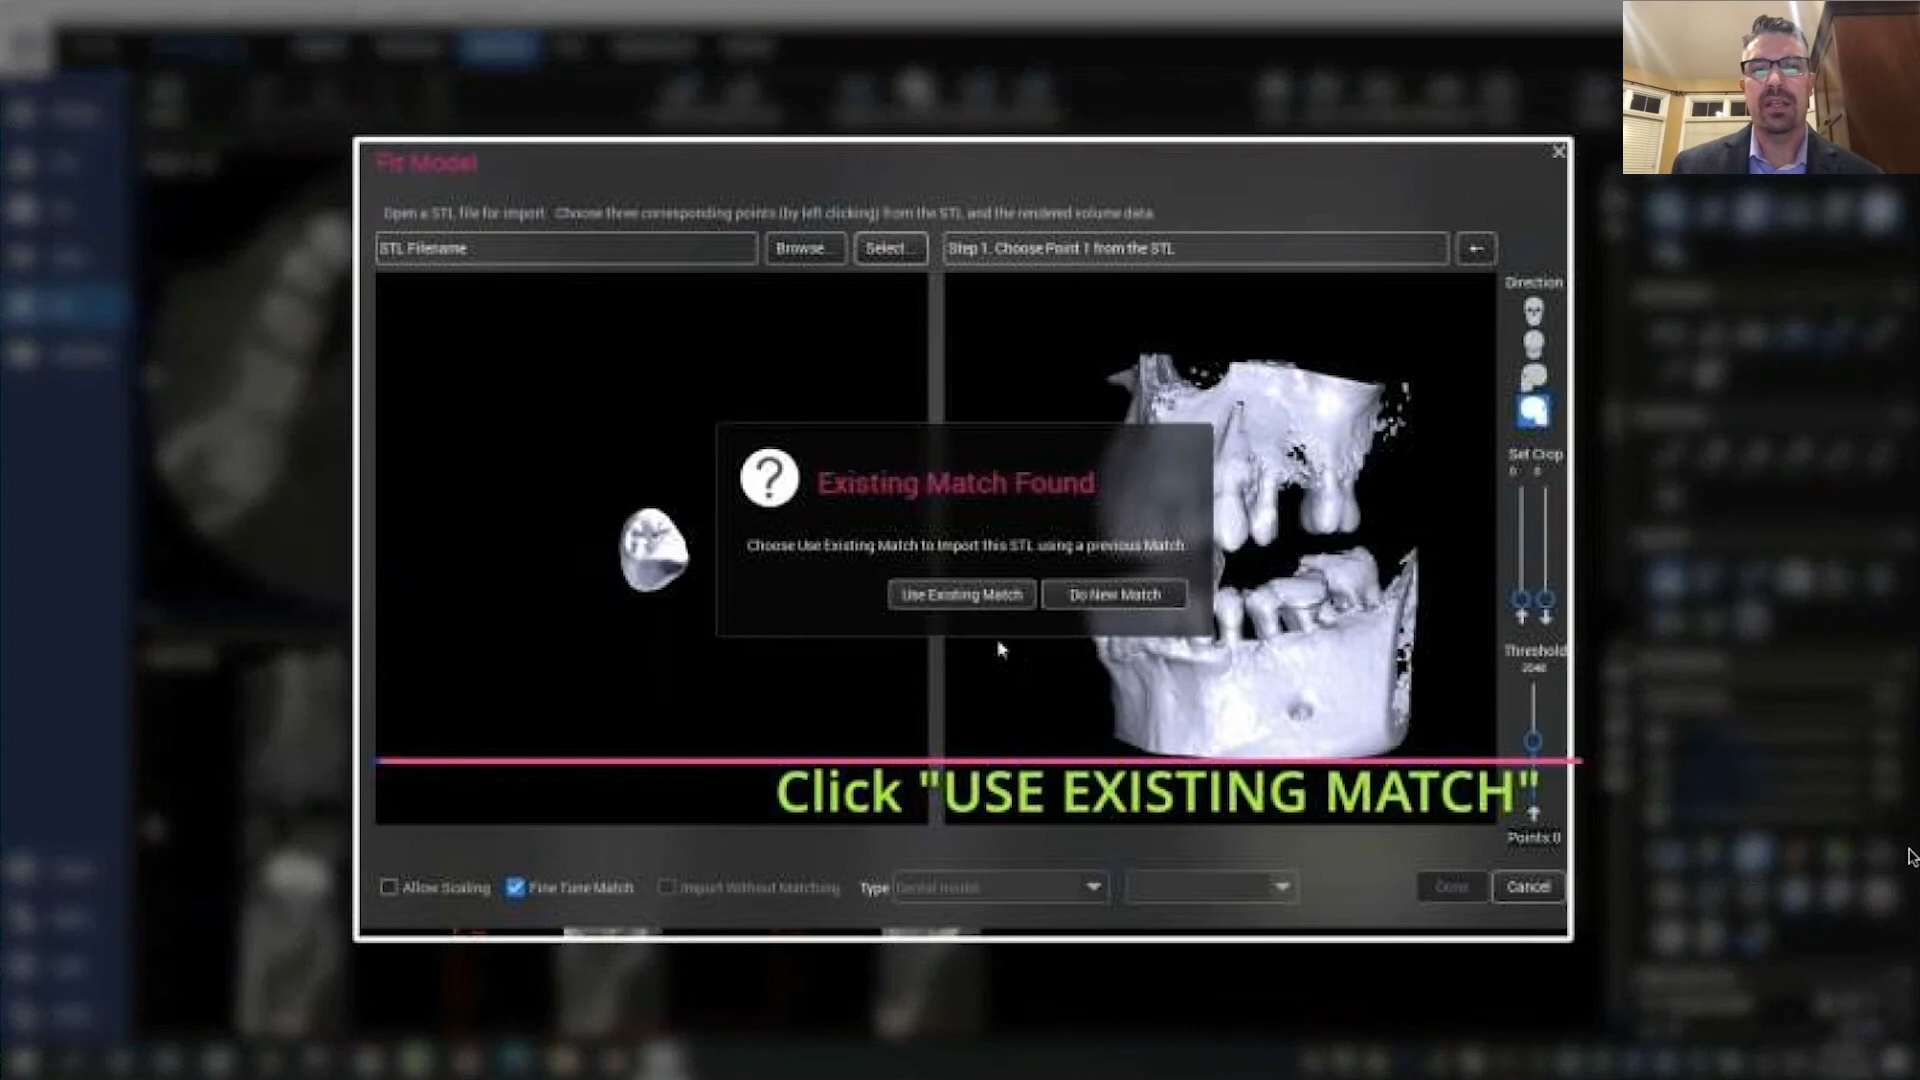 Fit Model
Open a STL file for import. Choose three corresponding points (by left clicking) from the STL and the rendered volume data.
STL Filename
Browse...
Select...
Step 1. Choose Point 1 from the STL
←
Direction
Sef Crop
0 0
Existing Match Found
Choose Use Existing Match to Import this STL using a previous Match.
Use Existing Match
Do New Match
Threshold
2048
Click "USE EXISTING MATCH"
Points:0
Allow Scaling
Fine Tune Match
Import Without Matching
Type
Dental model
Done
Cancel